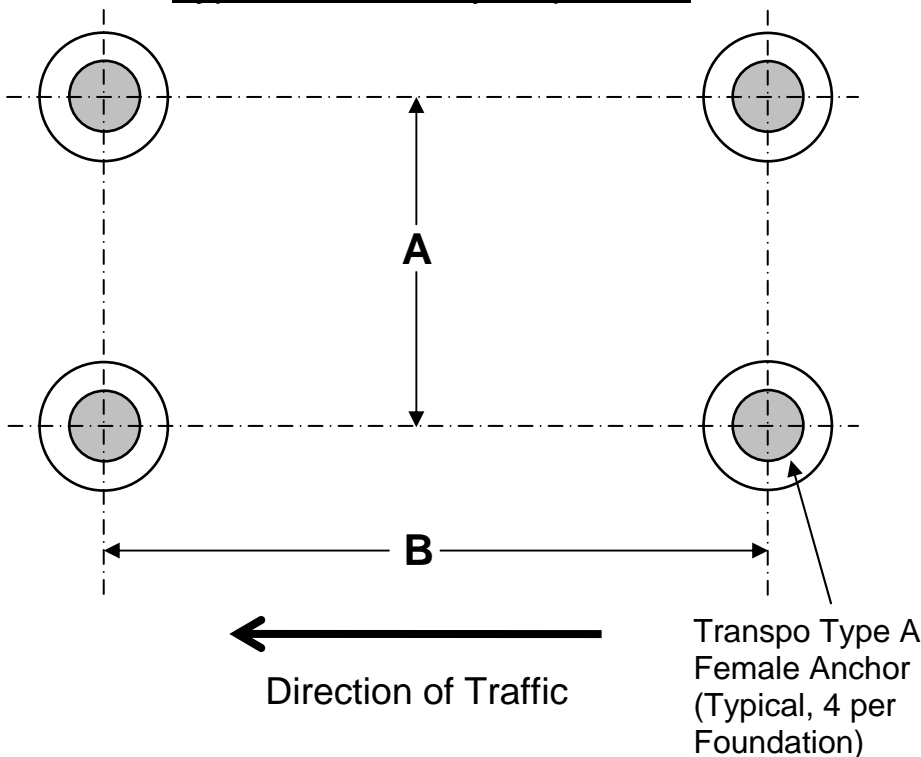 A
B
Direction of Traffic
Transpo Type A
Female Anchor
(Typical, 4 per
Foundation)